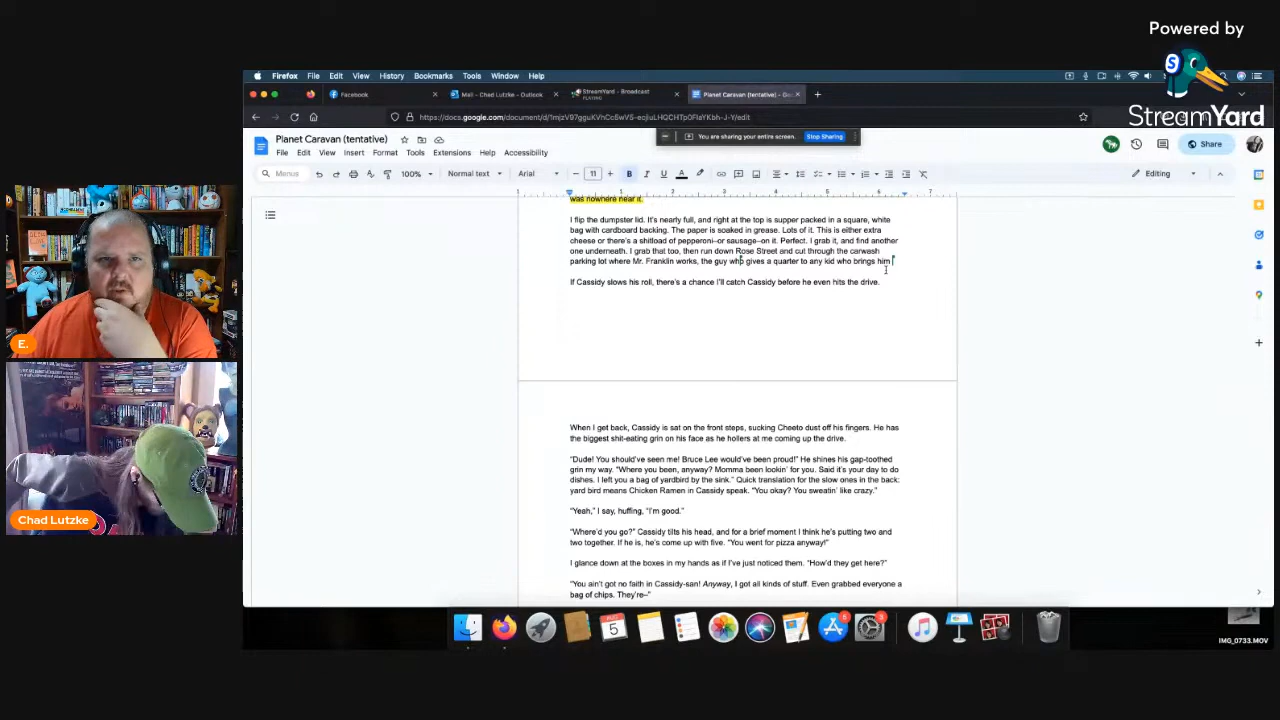 Powered by
StreamYard
Firefox File Edit View History Bookmarks Tools Window Help
Facebook Mail - Chad Lutzke - Outlook StreamYard - Broadcast Planet Caravan (tentative)
PLAYING
You are sharing your entire screen. Stop Sharing
Planet Caravan (tentative)
Share
File Edit View Insert Format Tools Extensions Help Accessibility
Menus 100% Normal text Arial 11 Editing
1 1 2 3 4 5 6 7
was nowhere near it.
I flip the dumpster lid. It's nearly full, and right at the top is supper packed in a square, white
bag with cardboard backing. The paper is soaked in grease. Lots of it. This is either extra
cheese or there's a shitload of pepperoni–or sausage–on it. Perfect. I grab it, and find another
one underneath. I grab that too, then run down Rose Street and cut through the carwash
parking lot where Mr. Franklin works, the guy who gives a quarter to any kid who brings him
If Cassidy slows his roll, there's a chance I'll catch Cassidy before he even hits the drive.
When I get back, Cassidy is sat on the front steps, sucking Cheeto dust off his fingers. He has
the biggest shit-eating grin on his face as he hollers at me coming up the drive.
"Dude! You should've seen me! Bruce Lee would've been proud!" He shines his gap-toothed
grin my way. "Where you been, anyway? Momma been lookin' for you. Said it's your day to do
dishes. I left you a bag of yardbird by the sink." Quick translation for the slow ones in the back:
yard bird means Chicken Ramen in Cassidy speak. "You okay? You sweatin' like crazy."
"Yeah," I say, huffing, "I'm good."
"Where'd you go?" Cassidy tilts his head, and for a brief moment I think he's putting two and
two together. If he is, he's come up with five. "You went for pizza anyway!"
I glance down at the boxes in my hands as if I've just noticed them. "How'd they get here?"
"You ain't got no faith in Cassidy-san! Anyway, I got all kinds of stuff. Even grabbed everyone a
bag of chips. They're–"
E.
Chad Lutzke
5
IMG_0733.MOV